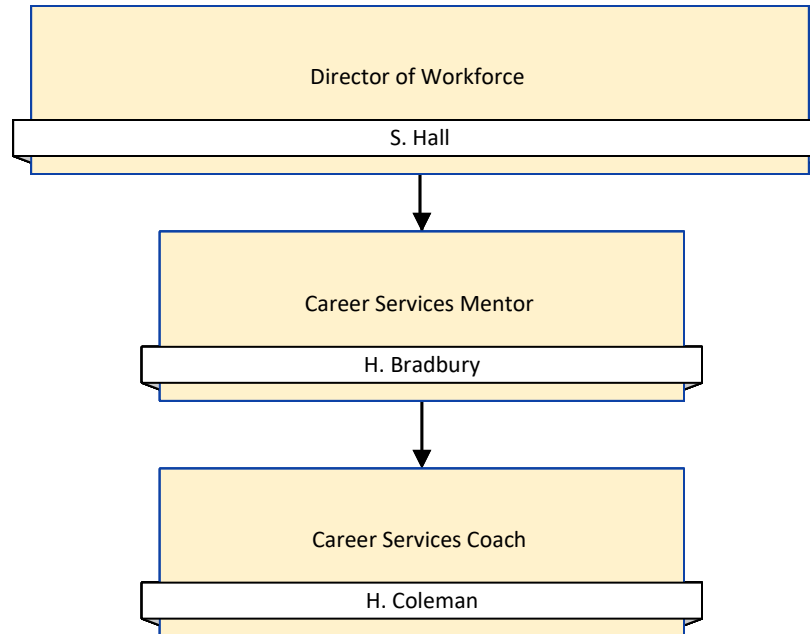 Director of Workforce
S. Hall
Career Services Mentor
H. Bradbury
Career Services Coach
H. Coleman